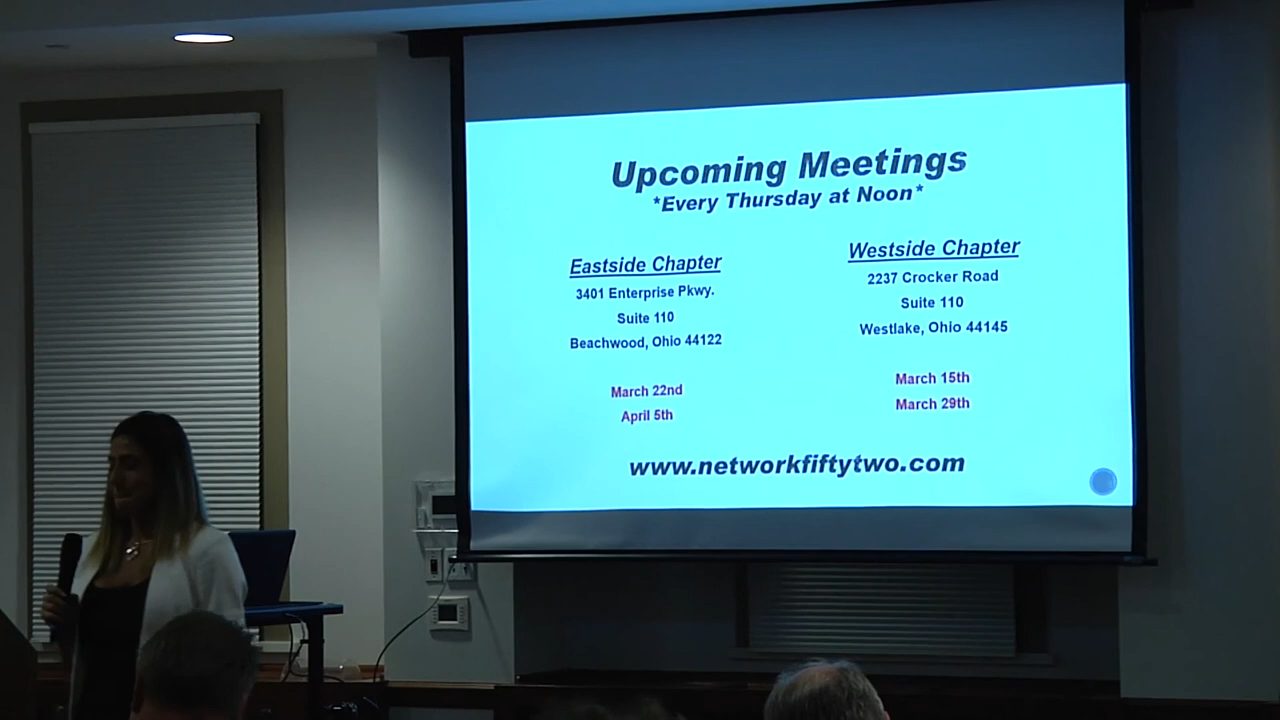 Upcoming Meetings
*Every Thursday at Noon*
Eastside Chapter
3401 Enterprise Pkwy.
Suite 110
Beachwood, Ohio 44122
March 22nd
April 5th
Westside Chapter
2237 Crocker Road
Suite 110
Westlake, Ohio 44145
March 15th
March 29th
www.networkfiftytwo.com